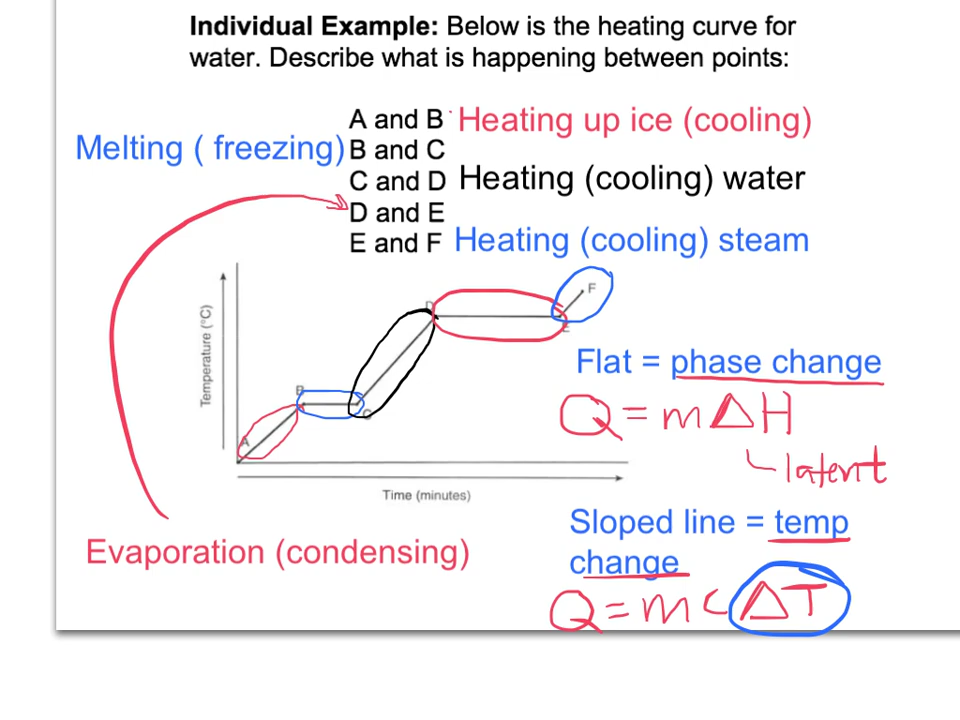 Individual Example: Below is the heating curve for
water. Describe what is happening between points:
A and B Heating up ice (cooling)
Melting ( freezing) B and C
C and D Heating (cooling) water
D and E
E and F Heating (cooling) steam
Temperature (°C)
A
B
C
D
E
F
Time (minutes)
Flat = phase change
Q = m Δ H
latent
Sloped line = temp
change
Q = m c Δ T
Evaporation (condensing)